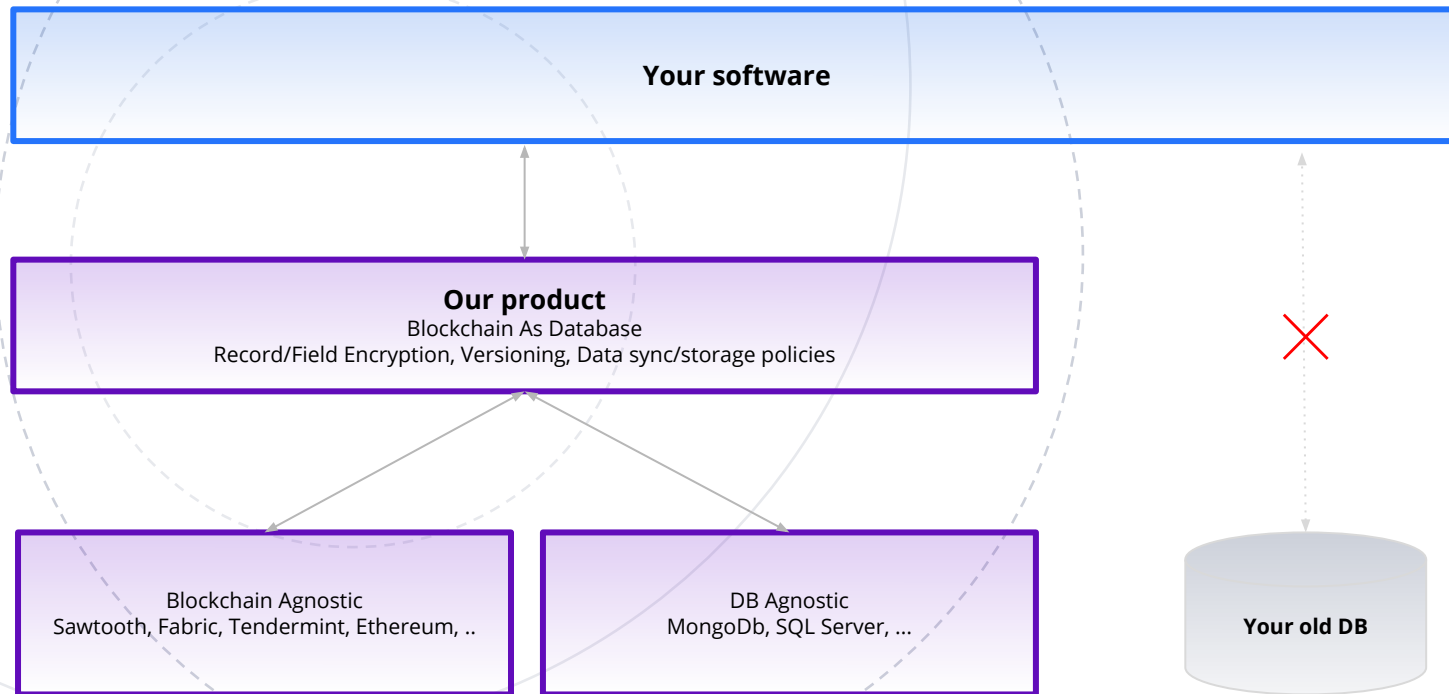 Your software
Our product
Blockchain As Database
Record/Field Encryption, Versioning, Data sync/storage policies
Blockchain Agnostic
Sawtooth, Fabric, Tendermint, Ethereum, ..
DB Agnostic
MongoDb, SQL Server, ...
Your old DB